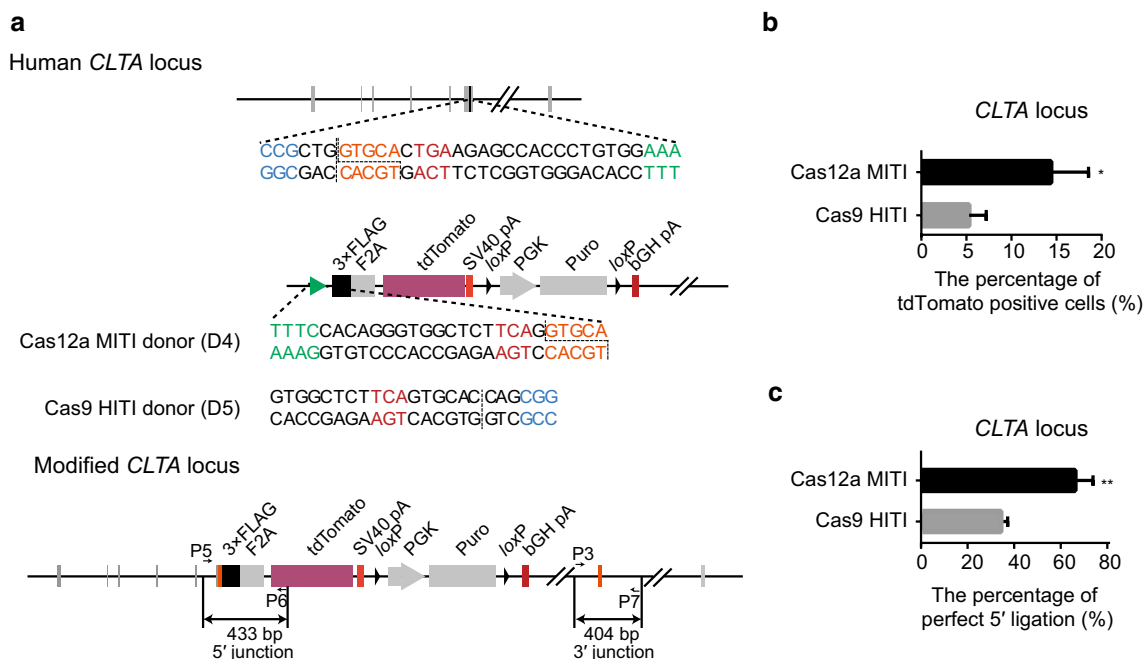 a
Human CLTA locus
CCGCTGGTGCACTGAAGAGCCACCCTGTGGAAA
GGCGACCACGTGACTTCTCGGTGGGACACCTTT
3×FLAG
F2A
tdTomato
SV40 pA
loxP
PGK
Puro
loxP
bGH pA
Cas12a MITI donor (D4)
TTTCCACAGGGTGGCTCTTCAGGTGCA
AAAGGTGTCCCACCGAGAAGTCCACGT
Cas9 HITI donor (D5)
GTGGCTCTTCAGTGCACCAGCGG
CACCGAGAAGTCACGTGGTCGCC
Modified CLTA locus
P5
3×FLAG
F2A
tdTomato
SV40 pA
loxP
PGK
Puro
loxP
bGH pA
P3
P6
P7
433 bp
5′ junction
404 bp
3′ junction
b
CLTA locus
Cas12a MITI
*
Cas9 HITI
0 5 10 15 20
The percentage of
tdTomato positive cells (%)
c
CLTA locus
Cas12a MITI
**
Cas9 HITI
0 20 40 60 80
The percentage of
perfect 5′ ligation (%)